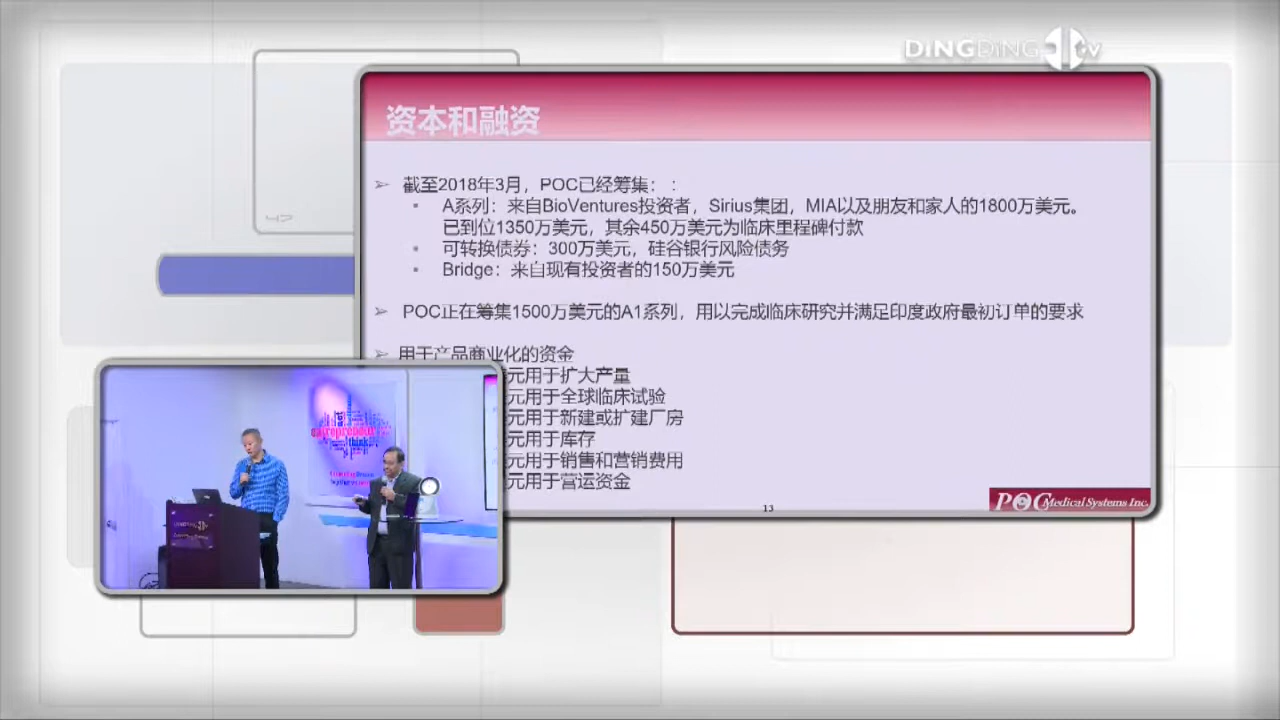 DiNGDiNG TV
资本和融资
47
➢ 截至2018年3月，POC已经筹集：:
• A系列：来自BioVentures投资者，Sirius集团，MIA以及朋友和家人的1800万美元。
已到位1350万美元，其余450万美元为临床里程碑付款
• 可转换债券：300万美元，硅谷银行风险债务
• Bridge：来自现有投资者的150万美元
➢ POC正在筹集1500万美元的A1系列，用以完成临床研究并满足印度政府最初订单的要求
➢ 用于产品商业化的资金
元用于扩大产量
元用于全球临床试验
元用于新建或扩建厂房
元用于库存
元用于销售和营销费用
元用于营运资金
13
POC Medical Systems Inc.
entrepreneur
think
DINGDING TV